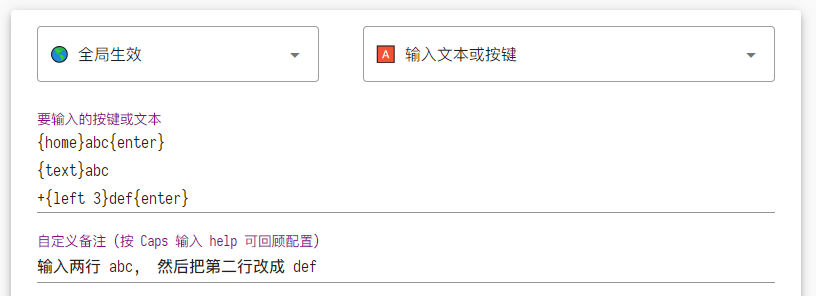 全局生效
A 输入文本或按键
要输入的按键或文本
{home}abc{enter}
{text}abc
+{left 3}def{enter}
自定义备注 (按 Caps 输入 help 可回顾配置)
输入两行 abc, 然后把第二行改成 def